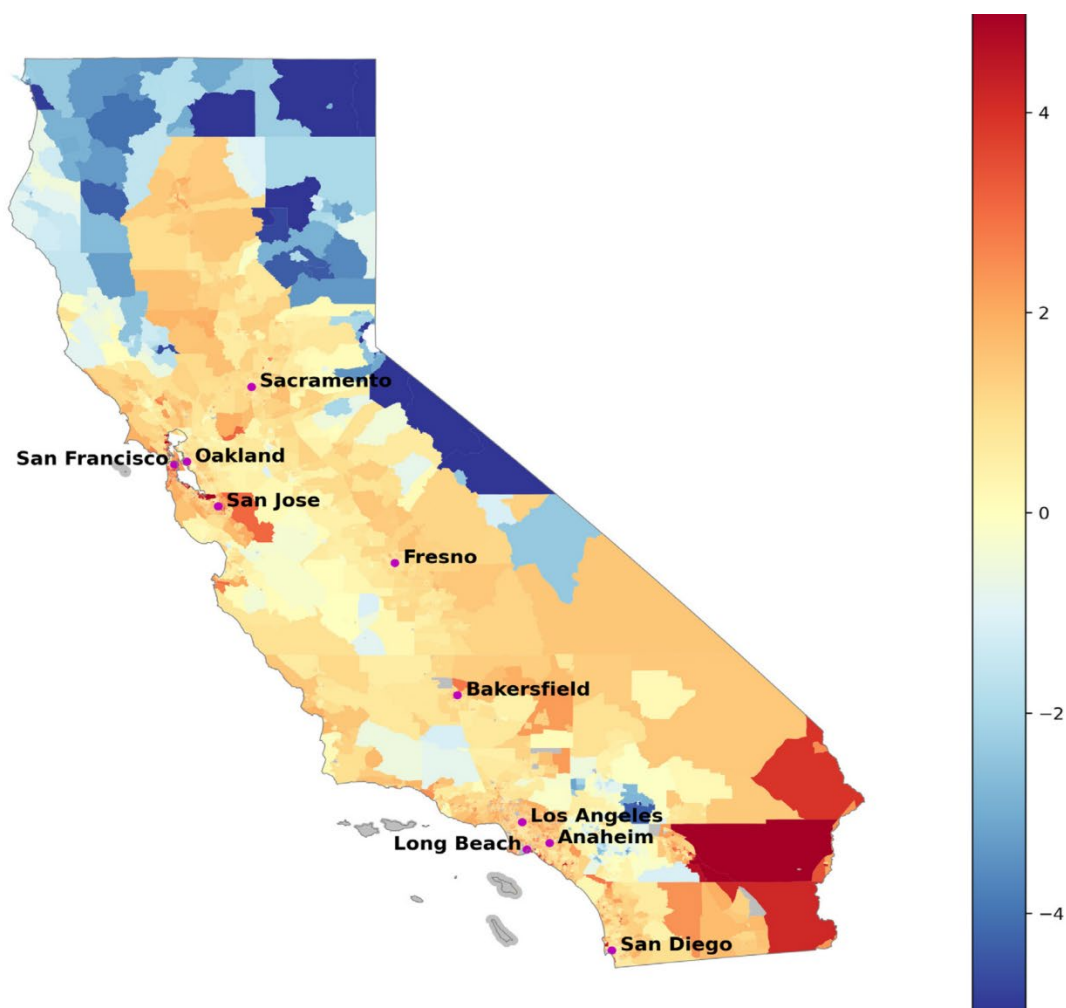 4
Sacramento
San Francisco
Oakland
2
San Jose
0
Fresno
Bakersfield
−2
Los Angeles
Long Beach
Anaheim
−4
San Diego